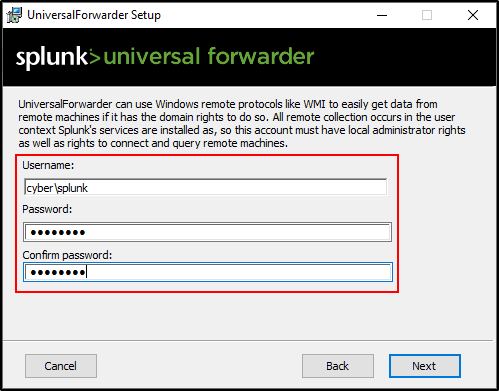 UniversalForwarder Setup
splunk> universal forwarder
UniversalForwarder can use Windows remote protocols like WMI to easily get data from
remote machines if it has the domain rights to do so. All remote collection occurs in the user
context Splunk's services are installed as, so this account must have local administrator rights
as well as rights to connect and query remote machines.
Username:
cyber\splunk
Password:
●●●●●●●●
Confirm password:
●●●●●●●●
Cancel
Back
Next